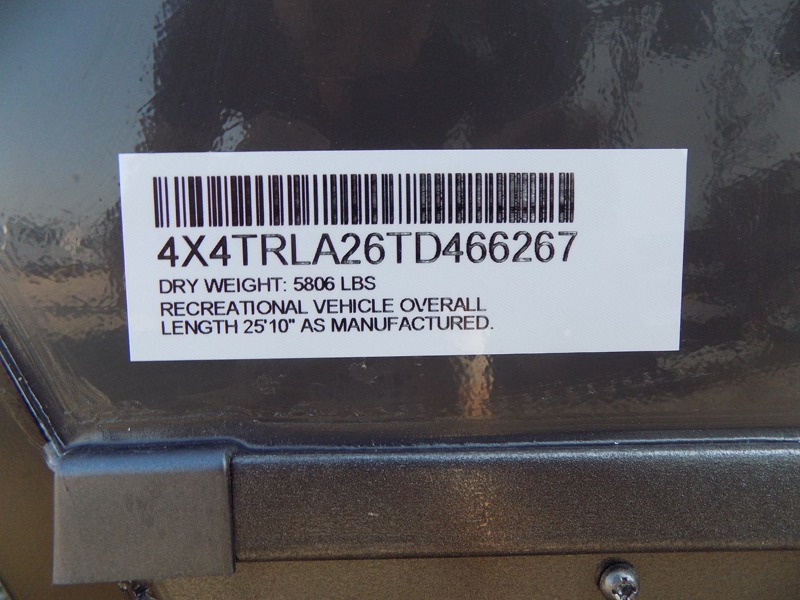 4X4TRLA26TD466267
DRY WEIGHT: 5806 LBS
RECREATIONAL VEHICLE OVERALL
LENGTH 25'10" AS MANUFACTURED.